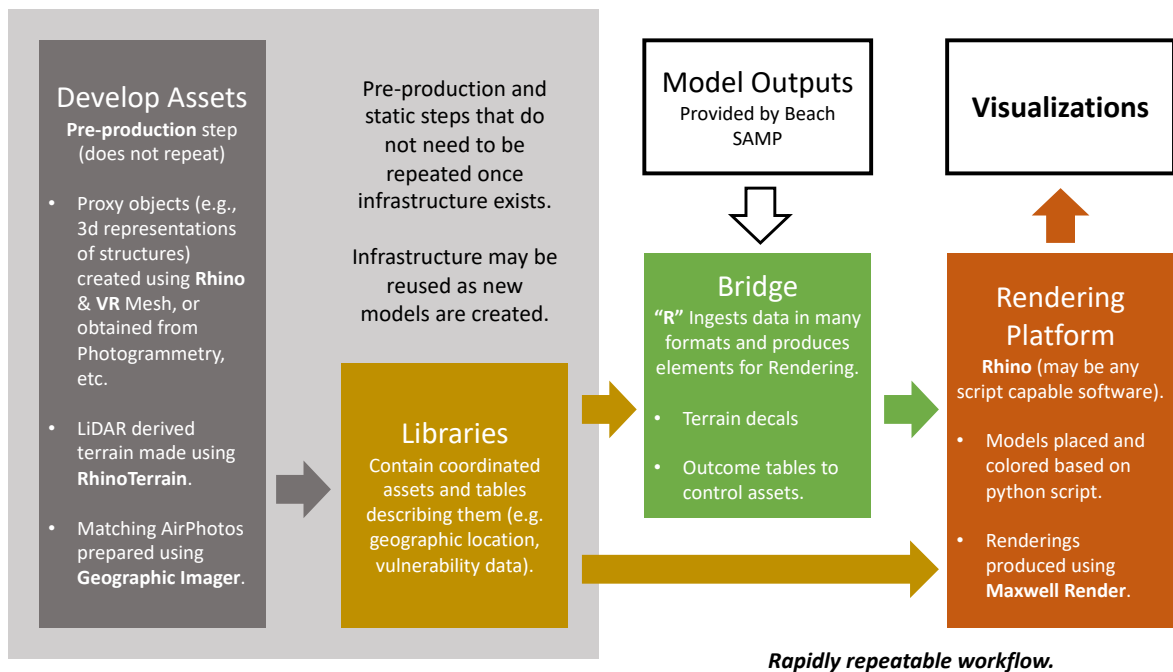 Develop Assets
Pre-production step
(does not repeat)
• Proxy objects (e.g.,
3d representations
of structures)
created using Rhino
& VR Mesh, or
obtained from
Photogrammetry,
etc.
• LiDAR derived
terrain made using
RhinoTerrain.
• Matching AirPhotos
prepared using
Geographic Imager.
Pre-production and
static steps that do
not need to be
repeated once
infrastructure exists.
Infrastructure may be
reused as new
models are created.
Libraries
Contain coordinated
assets and tables
describing them (e.g.
geographic location,
vulnerability data).
Model Outputs
Provided by Beach
SAMP
Bridge
“R” Ingests data in many
formats and produces
elements for Rendering.
• Terrain decals
• Outcome tables to
control assets.
Visualizations
Rendering
Platform
Rhino (may be any
script capable software).
• Models placed and
colored based on
python script.
• Renderings
produced using
Maxwell Render.
Rapidly repeatable workflow.